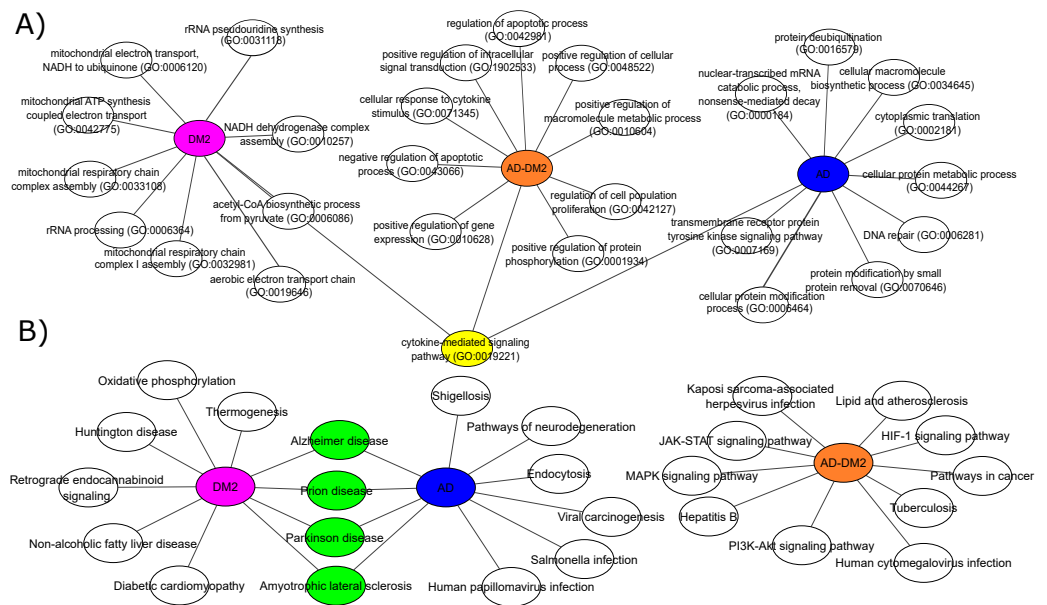 A)
rRNA pseudouridine synthesis
(GO:0031118)
mitochondrial electron transport,
NADH to ubiquinone (GO:0006120)
mitochondrial ATP synthesis
coupled electron transport
(GO:0042775)
DM2
NADH dehydrogenase complex
assembly (GO:0010257)
mitochondrial respiratory chain
complex assembly (GO:0033108)
acetyl-CoA biosynthetic process
from pyruvate (GO:0006086)
rRNA processing (GO:0006364)
mitochondrial respiratory chain
complex I assembly (GO:0032981)
aerobic electron transport chain
(GO:0019646)
regulation of apoptotic process
(GO:0042981)
positive regulation of intracellular
signal transduction (GO:1902533)
positive regulation of cellular
process (GO:0048522)
cellular response to cytokine
stimulus (GO:0071345)
positive regulation of
macromolecule metabolic process
(GO:0010604)
negative regulation of apoptotic
process (GO:0043066)
AD-DM2
regulation of cell population
proliferation (GO:0042127)
positive regulation of gene
expression (GO:0010628)
positive regulation of protein
phosphorylation (GO:0001934)
protein deubiquitination
(GO:0016579)
nuclear-transcribed mRNA
catabolic process,
nonsense-mediated decay
(GO:0000184)
cellular macromolecule
biosynthetic process (GO:0034645)
cytoplasmic translation
(GO:0002181)
AD
cellular protein metabolic process
(GO:0044267)
transmembrane receptor protein
tyrosine kinase signaling pathway
(GO:0007169)
DNA repair (GO:0006281)
protein modification by small
protein removal (GO:0070646)
cellular protein modification
process (GO:0006464)
cytokine-mediated signaling
pathway (GO:0019221)
B)
Oxidative phosphorylation
Thermogenesis
Huntington disease
Alzheimer disease
Retrograde endocannabinoid
signaling
DM2
Prion disease
Non-alcoholic fatty liver disease
Parkinson disease
Diabetic cardiomyopathy
Amyotrophic lateral sclerosis
Shigellosis
Pathways of neurodegeneration
Endocytosis
AD
Viral carcinogenesis
Salmonella infection
Human papillomavirus infection
Kaposi sarcoma-associated
herpesvirus infection
Lipid and atherosclerosis
JAK-STAT signaling pathway
HIF-1 signaling pathway
AD-DM2
MAPK signaling pathway
Pathways in cancer
Hepatitis B
Tuberculosis
PI3K-Akt signaling pathway
Human cytomegalovirus infection